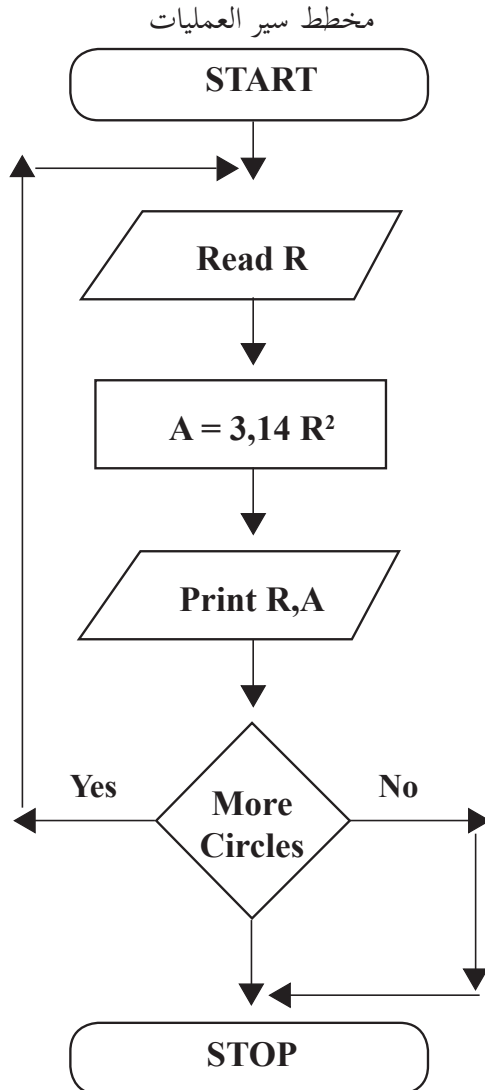 مخطط سير العمليات
START
Read R
A = 3,14 R²
Print R,A
Yes
No
More
Circles
STOP